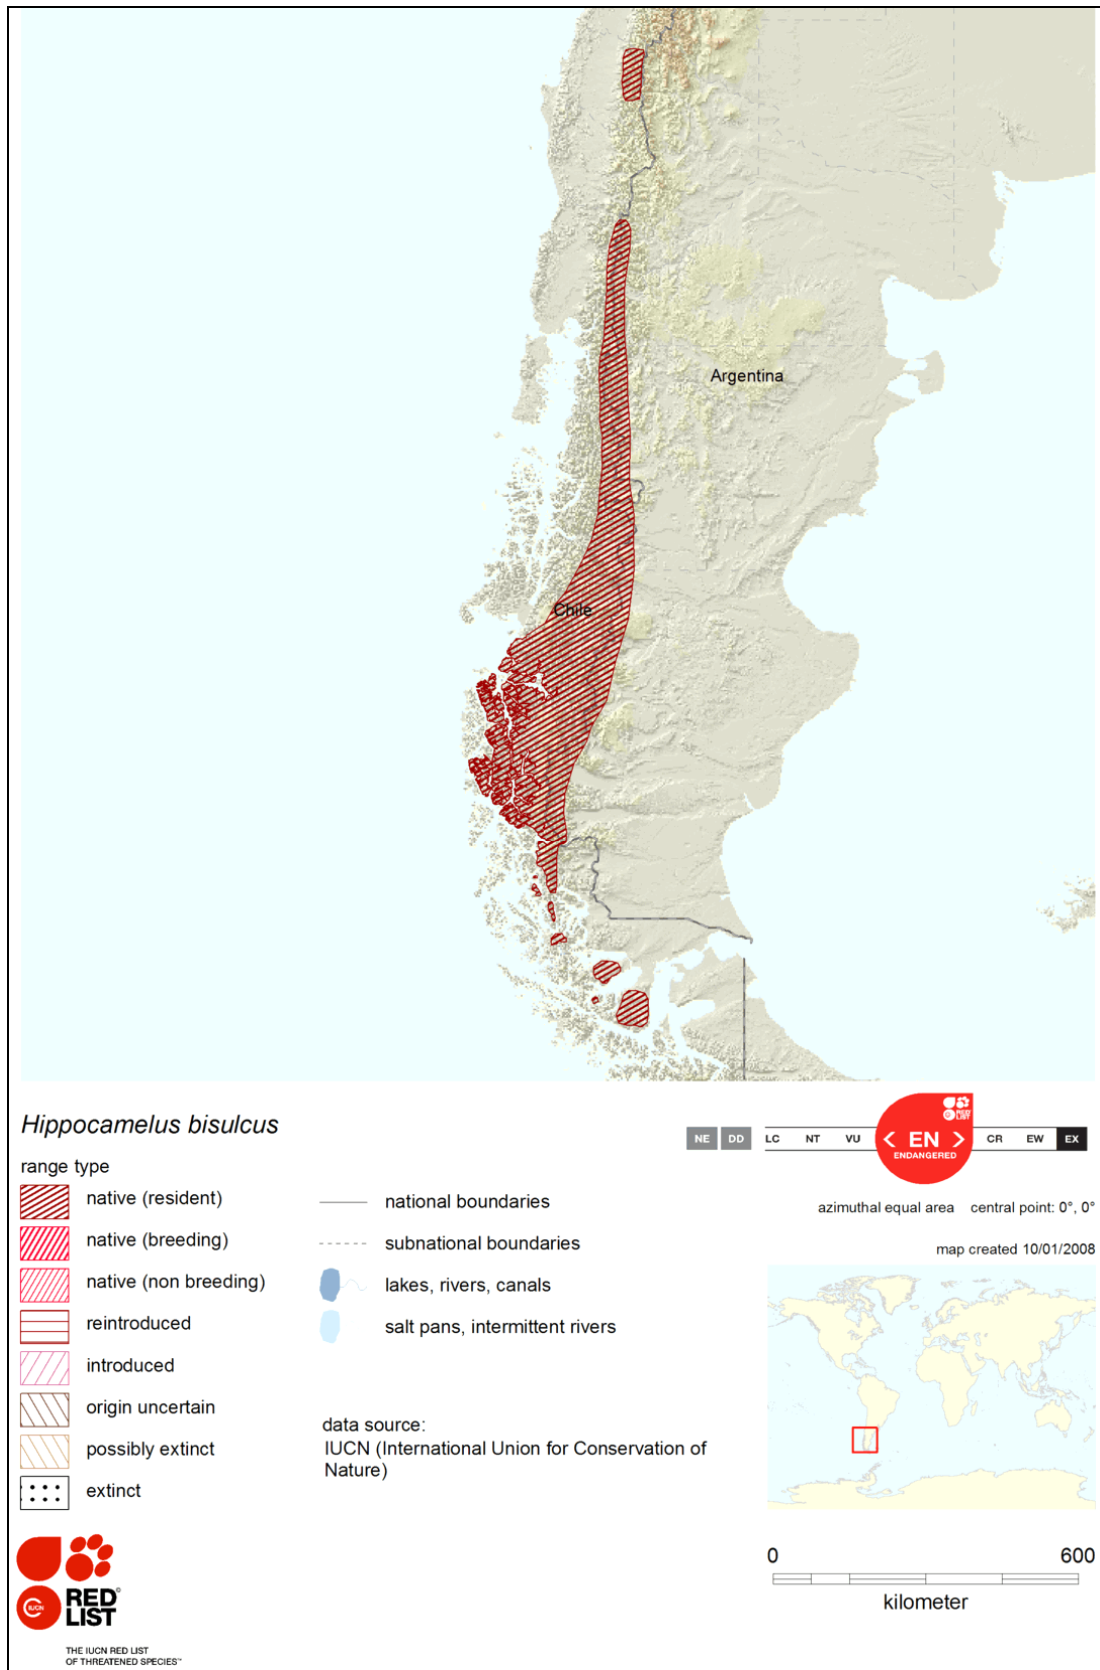 Argentina
Chile
Hippocamelus bisulcus
range type
native (resident)
native (breeding)
native (non breeding)
reintroduced
introduced
origin uncertain
possibly extinct
extinct
national boundaries
subnational boundaries
lakes, rivers, canals
salt pans, intermittent rivers
data source:
IUCN (International Union for Conservation of
Nature)
NE DD LC NT VU < EN > CR EW EX
ENDANGERED
RED
LIST
azimuthal equal area central point: 0°, 0°
map created 10/01/2008
0 600
kilometer
IUCN
RED
LIST
THE IUCN RED LIST
OF THREATENED SPECIES™